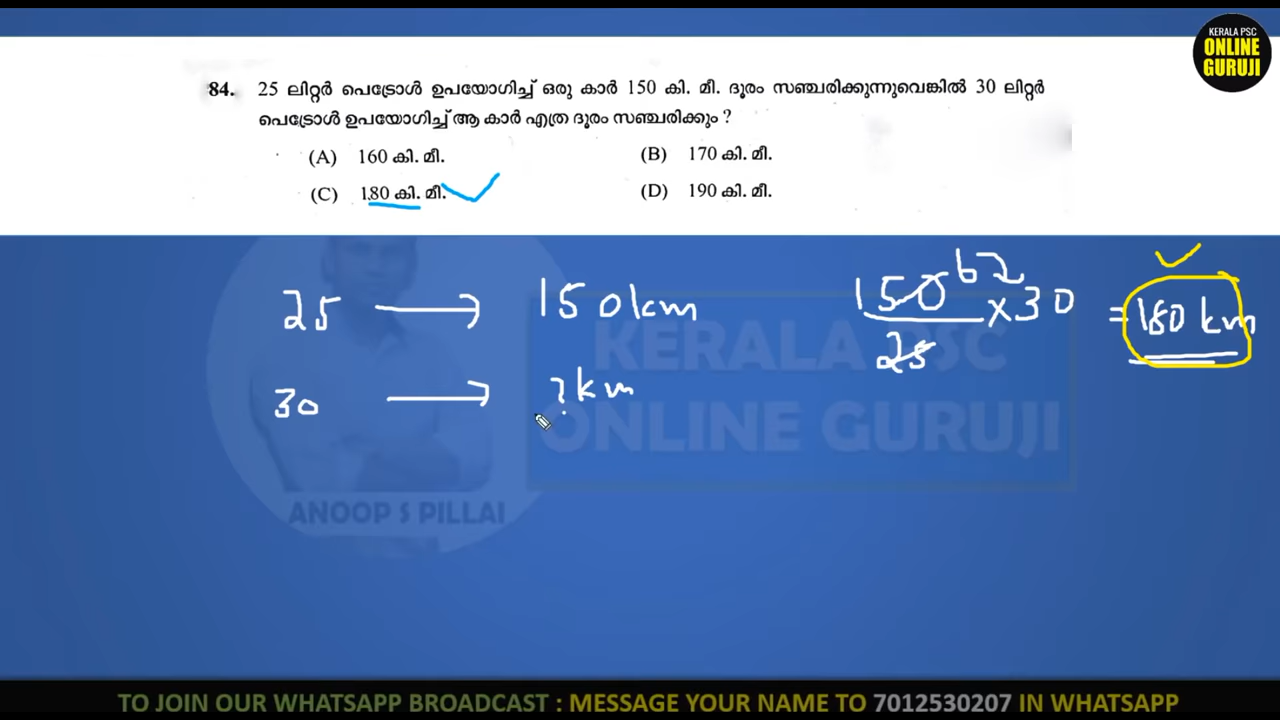 KERALA PSC
ONLINE
GURUJI
84. 25 ലിറ്റർ പെട്രോൾ ഉപയോഗിച്ച് ഒരു കാർ 150 കി. മീ. ദൂരം സഞ്ചരിക്കുന്നുവെങ്കിൽ 30 ലിറ്റർ
പെട്രോൾ ഉപയോഗിച്ച് ആ കാർ എത്ര ദൂരം സഞ്ചരിക്കും ?
(A) 160 കി. മീ. (B) 170 കി. മീ.
(C) 180 കി. മീ. (D) 190 കി. മീ.
25 → 150km
150 6 × 30 = 180 km
25
30 → ? km
KERALA PSC
ONLINE GURUJI
ANOOP S PILLAI
TO JOIN OUR WHATSAPP BROADCAST : MESSAGE YOUR NAME TO 7012530207 IN WHATSAPP